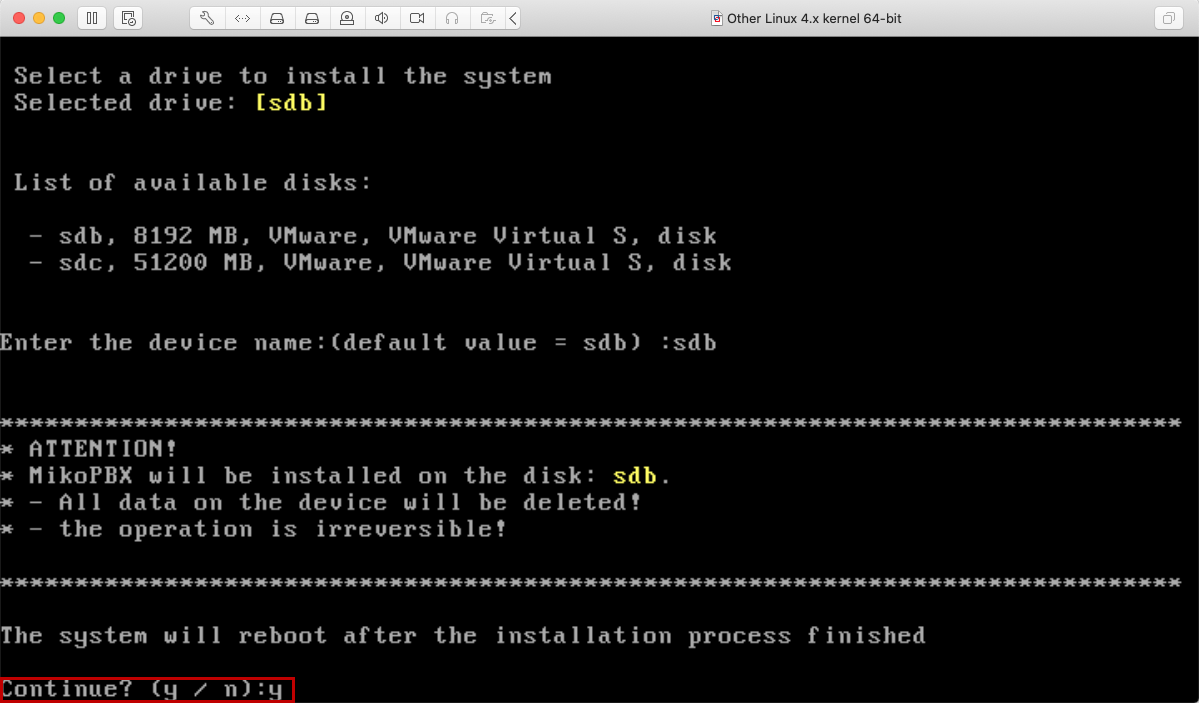 Other Linux 4.x kernel 64-bit
Select a drive to install the system
Selected drive: [sdb]
List of available disks:
- sdb, 8192 MB, VMware, VMware Virtual S, disk
- sdc, 51200 MB, VMware, VMware Virtual S, disk
Enter the device name:(default value = sdb) :sdb
*******************************************************************************
* ATTENTION!
* MikoPBX will be installed on the disk: sdb.
* - All data on the device will be deleted!
* - the operation is irreversible!
*******************************************************************************
The system will reboot after the installation process finished
Continue? (y / n):y